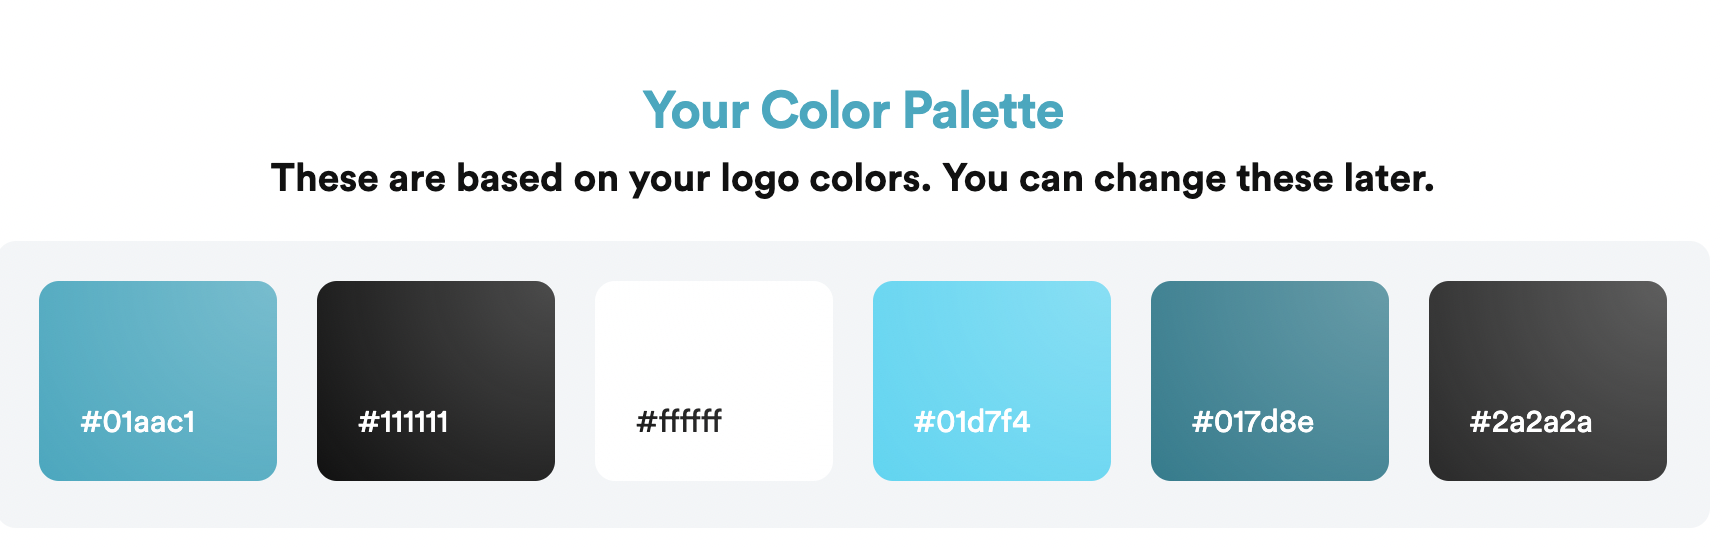 Your Color Palette
These are based on your logo colors. You can change these later.
#01aac1
#111111
#ffffff
#01d7f4
#017d8e
#2a2a2a